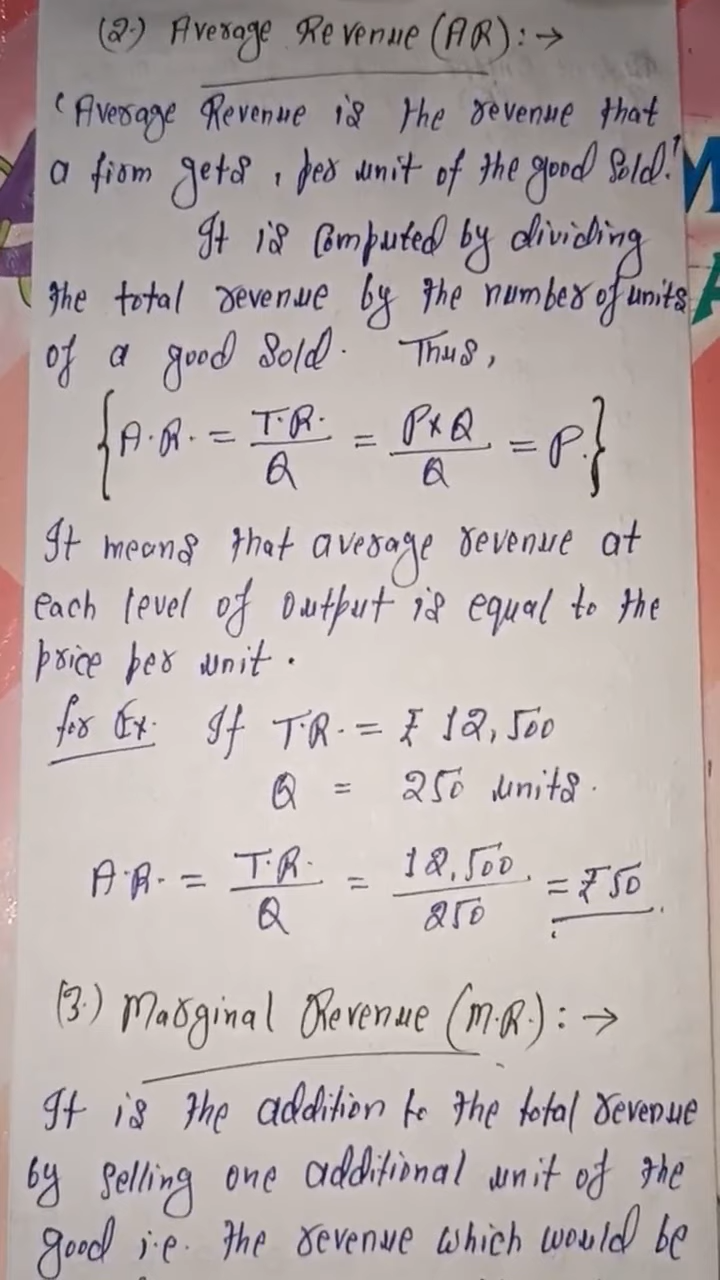 (2.) Average Revenue (AR) : →
'Average Revenue is the revenue that
a firm gets, per unit of the good sold.'
It is computed by dividing
the total revenue by the number of units
of a good sold. Thus,
{A.R. = T.R. / Q = P×Q / Q = P.}
It means that average revenue at
each level of output is equal to the
price per unit.
for Ex. If T.R. = ₹ 12,500
Q = 250 units.
A.R. = T.R. / Q = 12,500 / 250 = ₹50
(3.) Marginal Revenue (M.R.) : →
It is the addition to the total revenue
by selling one additional unit of the
good i.e. the revenue which would be